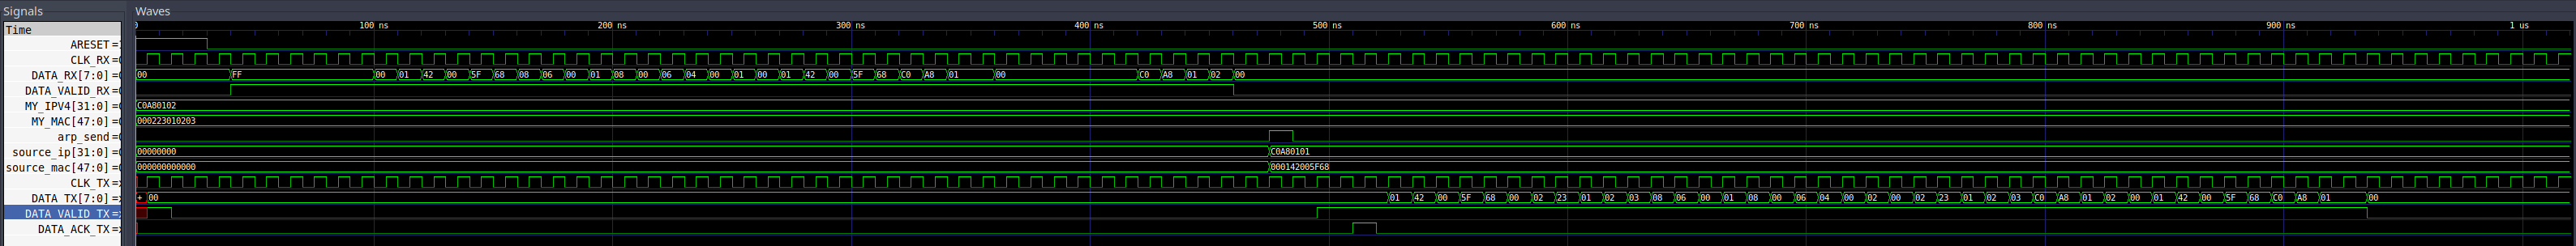 Signals
Waves
Time
0 100 ns 200 ns 300 ns 400 ns 500 ns 600 ns 700 ns 800 ns 900 ns 1 us
ARESET =
CLK_RX =
DATA_RX[7:0] = 00 FF 00 01 42 00 5F 68 08 06 00 01 08 00 06 04 00 01 00 01 42 00 5F 68 C0 A8 01 00 C0 A8 01 02 00
DATA_VALID_RX =
MY_IPV4[31:0] = C0A80102
MY_MAC[47:0] = 000223010203
arp_send =
source_ip[31:0] = 00000000 C0A80101
source_mac[47:0] = 000000000000 000142005F68
CLK_TX =
DATA TX[7:0] = + 00 01 42 00 5F 68 00 02 23 01 02 03 08 06 00 01 08 00 06 04 00 02 00 02 23 01 02 03 C0 A8 01 02 00 01 42 00 5F 68 C0 A8 01 00
DATA VALID TX =
DATA_ACK_TX =